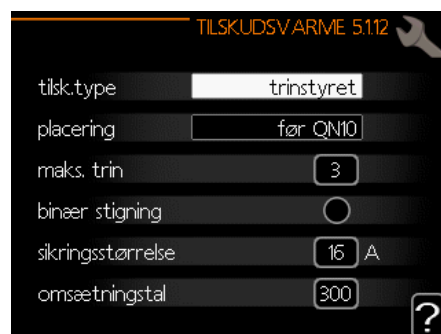 TILSKUDSVARME 5.1.12
tilsk.type trinstyret
placering før QN10
maks. trin 3
binær stigning
sikringsstørrelse 16 A
omsætningstal 300
?